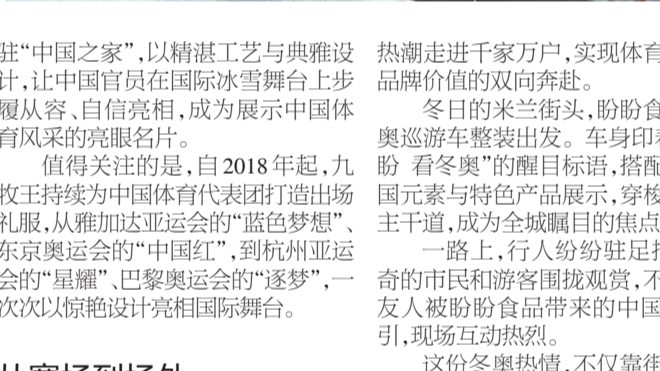 驻“中国之家”，以精湛工艺与典雅设
计，让中国官员在国际冰雪舞台上步
履从容、自信亮相，成为展示中国体
育风采的亮眼名片。
值得关注的是，自2018年起，九
牧王持续为中国体育代表团打造出场
礼服，从雅加达亚运会的“蓝色梦想”、
东京奥运会的“中国红”，到杭州亚运
会的“星耀”、巴黎奥运会的“逐梦”，一
次次以惊艳设计亮相国际舞台。
热潮走进千家万户，实现体育
品牌价值的双向奔赴。
冬日的米兰街头，盼盼食
奥巡游车整装出发。车身印着
盼 看冬奥”的醒目标语，搭配
国元素与特色产品展示，穿梭
主干道，成为全城瞩目的焦点
一路上，行人纷纷驻足
奇的市民和游客围拢观赏，不
友人被盼盼食品带来的中国
引，现场互动热烈。
这份冬奥热情，不仅靠街